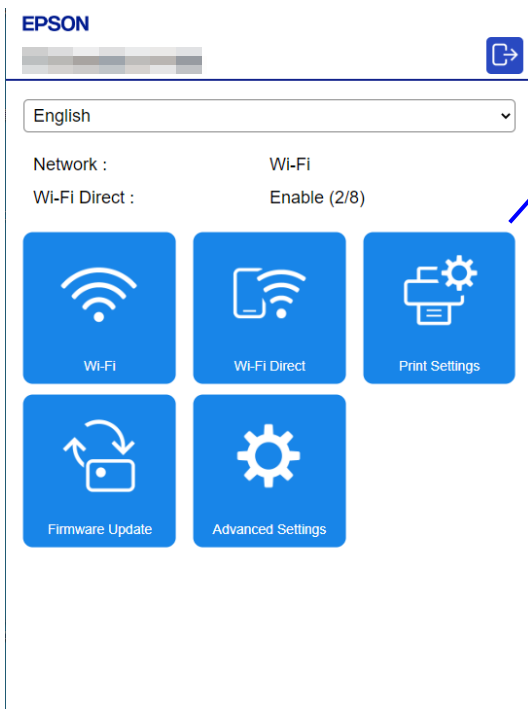 EPSON
English
Network : Wi-Fi
Wi-Fi Direct : Enable (2/8)
Wi-Fi Wi-Fi Direct Print Settings
Firmware Update Advanced Settings